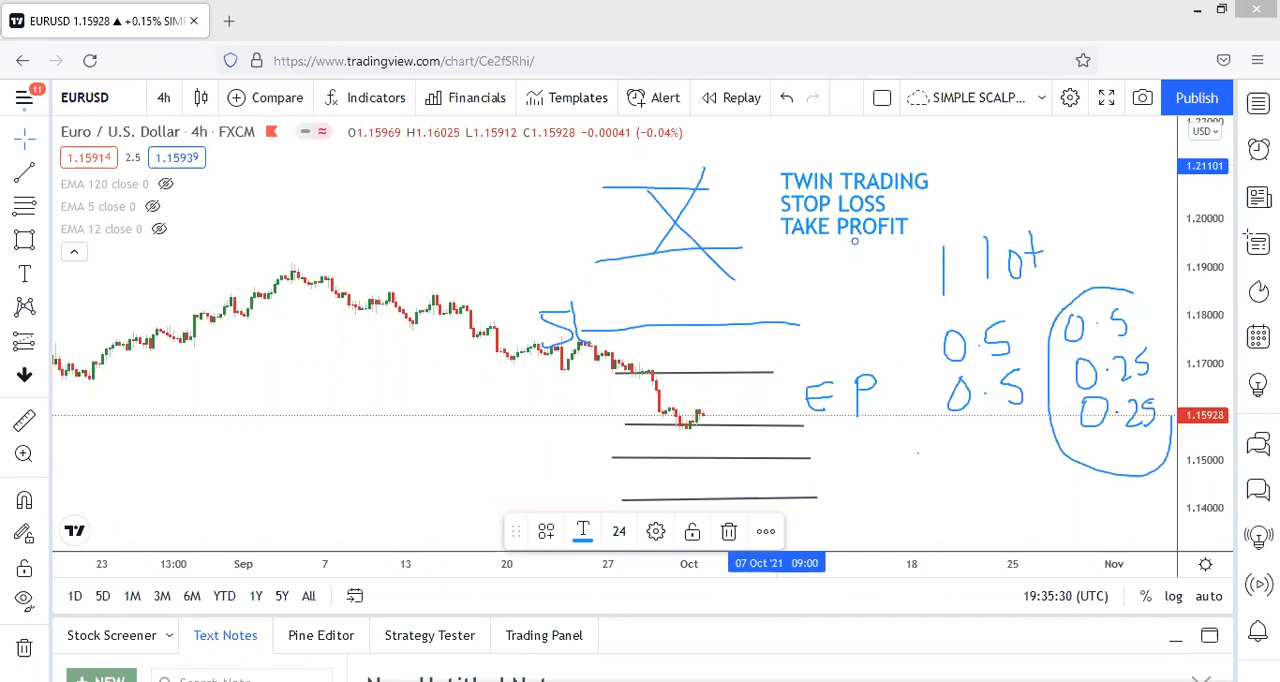 EURUSD 1.15928 ▲ +0.15% SIMP
https://www.tradingview.com/chart/Ce2fSRhi/
11
EURUSD 4h Compare Indicators Financials Templates Alert Replay SIMPLE SCALP... Publish
Euro / U.S. Dollar · 4h · FXCM O1.15969 H1.16025 L1.15912 C1.15928 −0.00041 (−0.04%)
1.15914 2.5 1.15939
EMA 120 close 0
EMA 5 close 0
EMA 12 close 0
TWIN TRADING
STOP LOSS
TAKE PROFIT
1 lot
Sl
0.5
0.5
0.5
0.25
0.25
E P
1.22000
USD
1.21101
1.20000
1.19000
1.18000
1.17000
1.15928
1.15000
1.14000
T 24
23 13:00 Sep 7 13 20 27 Oct 07 Oct '21 09:00 18 25 Nov
1D 5D 1M 3M 6M YTD 1Y 5Y All 19:35:30 (UTC) % log auto
Stock Screener Text Notes Pine Editor Strategy Tester Trading Panel
NEW Search Note